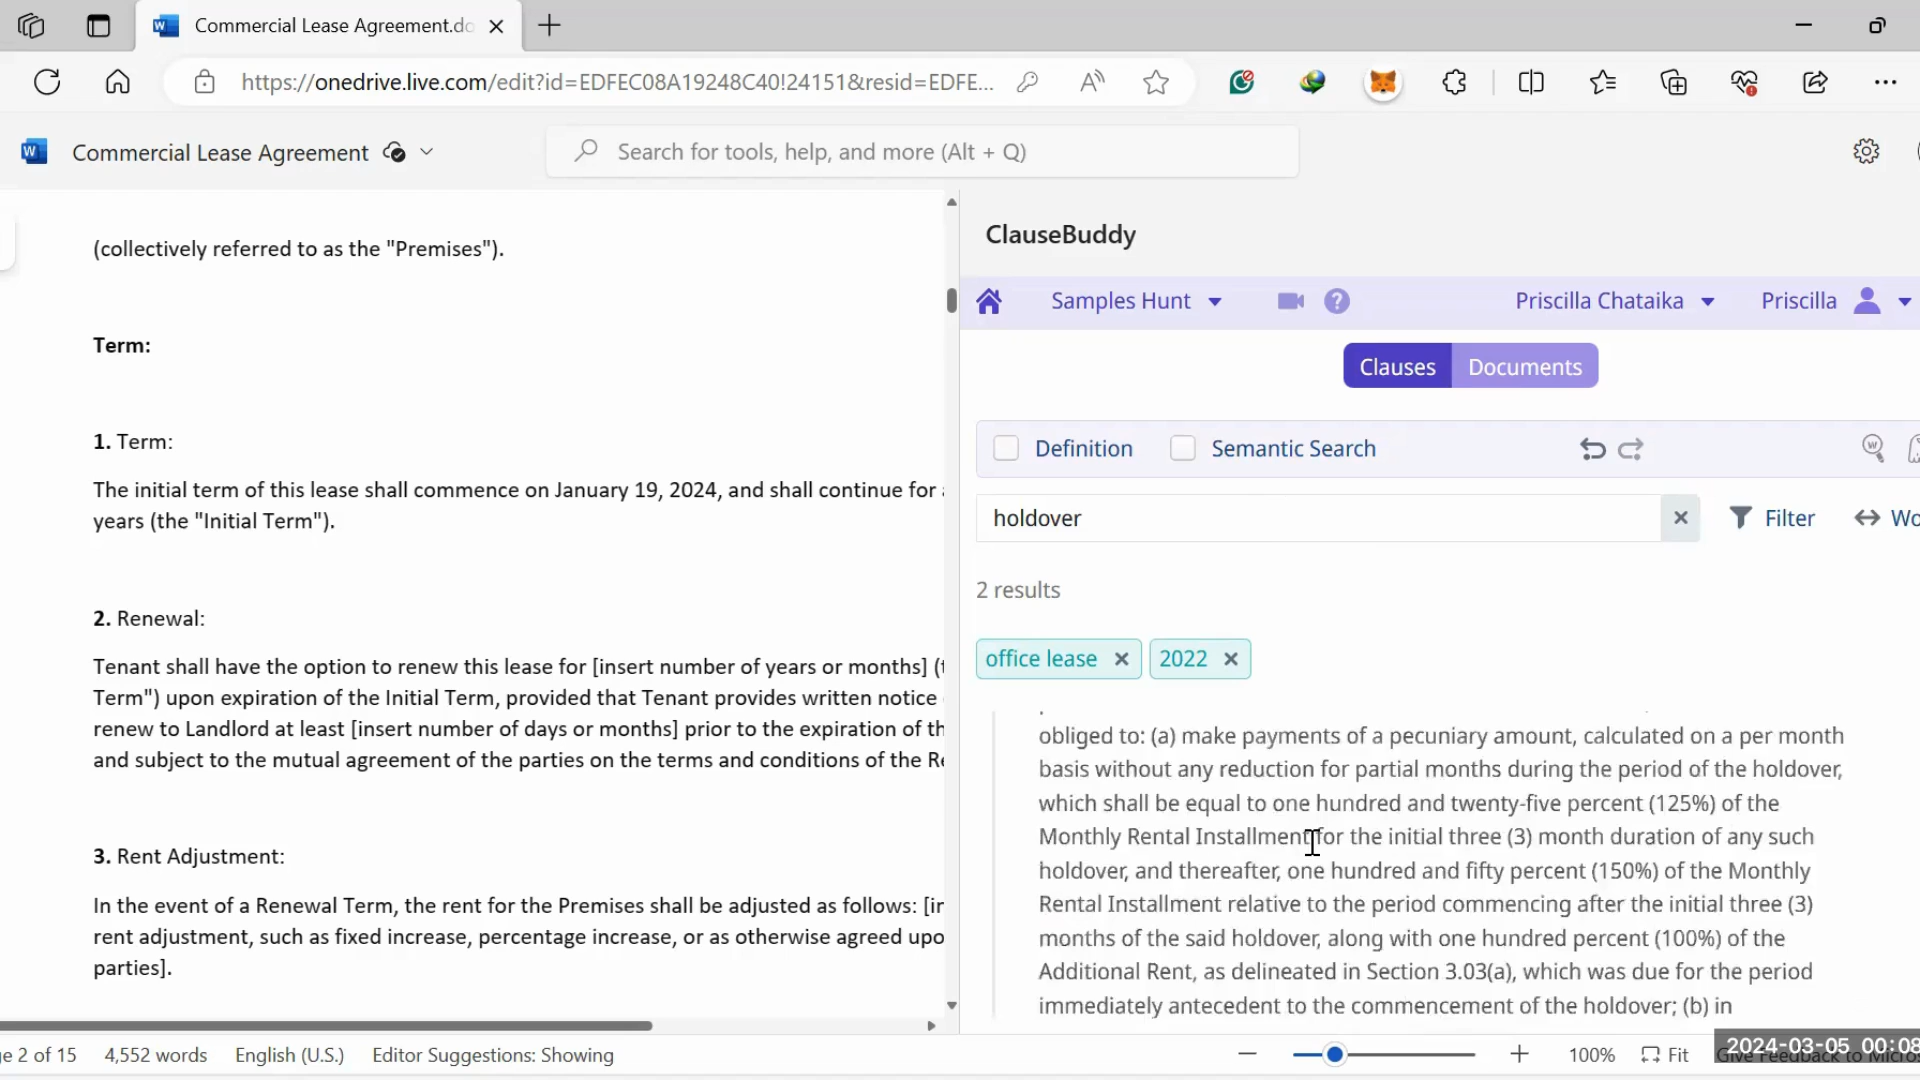 Commercial Lease Agreement.do
https://onedrive.live.com/edit?id=EDFEC08A19248C40!24151&resid=EDFE...
Commercial Lease Agreement
Search for tools, help, and more (Alt + Q)
(collectively referred to as the "Premises").
Term:
1. Term:
The initial term of this lease shall commence on January 19, 2024, and shall continue for
years (the "Initial Term").
2. Renewal:
Tenant shall have the option to renew this lease for [insert number of years or months] (
Term") upon expiration of the Initial Term, provided that Tenant provides written notice
renew to Landlord at least [insert number of days or months] prior to the expiration of th
and subject to the mutual agreement of the parties on the terms and conditions of the Re
3. Rent Adjustment:
In the event of a Renewal Term, the rent for the Premises shall be adjusted as follows: [in
rent adjustment, such as fixed increase, percentage increase, or as otherwise agreed upo
parties].
ClauseBuddy
Samples Hunt
Priscilla Chataika
Priscilla
Clauses
Documents
Definition
Semantic Search
holdover
Filter
Wo
2 results
office lease
2022
obliged to: (a) make payments of a pecuniary amount, calculated on a per month
basis without any reduction for partial months during the period of the holdover,
which shall be equal to one hundred and twenty-five percent (125%) of the
Monthly Rental Installment for the initial three (3) month duration of any such
holdover, and thereafter, one hundred and fifty percent (150%) of the Monthly
Rental Installment relative to the period commencing after the initial three (3)
months of the said holdover, along with one hundred percent (100%) of the
Additional Rent, as delineated in Section 3.03(a), which was due for the period
immediately antecedent to the commencement of the holdover; (b) in
e 2 of 15
4,552 words
English (U.S.)
Editor Suggestions: Showing
100%
Fit
Give Feedback to Micros
2024-03-05 00:08